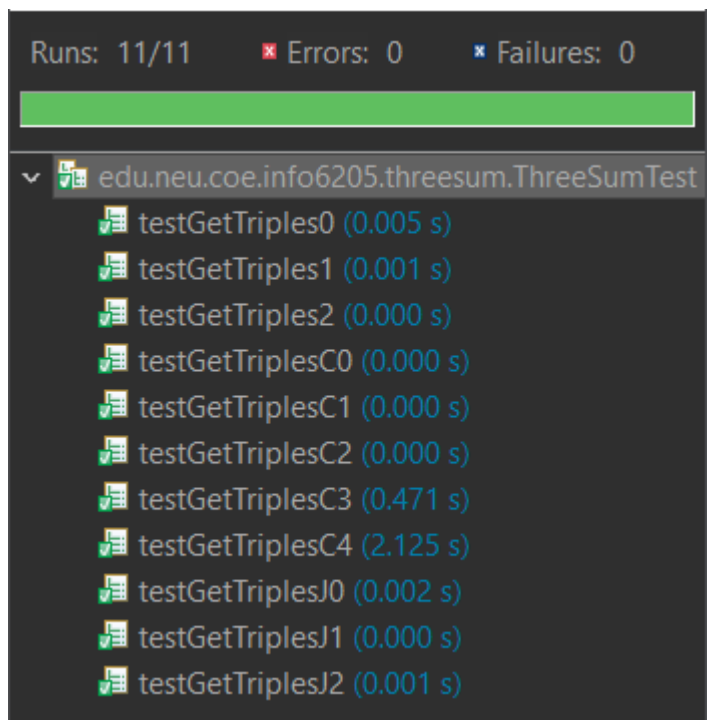 Runs: 11/11 Errors: 0 Failures: 0
edu.neu.coe.info6205.threesum.ThreeSumTest
testGetTriples0 (0.005 s)
testGetTriples1 (0.001 s)
testGetTriples2 (0.000 s)
testGetTriplesC0 (0.000 s)
testGetTriplesC1 (0.000 s)
testGetTriplesC2 (0.000 s)
testGetTriplesC3 (0.471 s)
testGetTriplesC4 (2.125 s)
testGetTriplesJ0 (0.002 s)
testGetTriplesJ1 (0.000 s)
testGetTriplesJ2 (0.001 s)